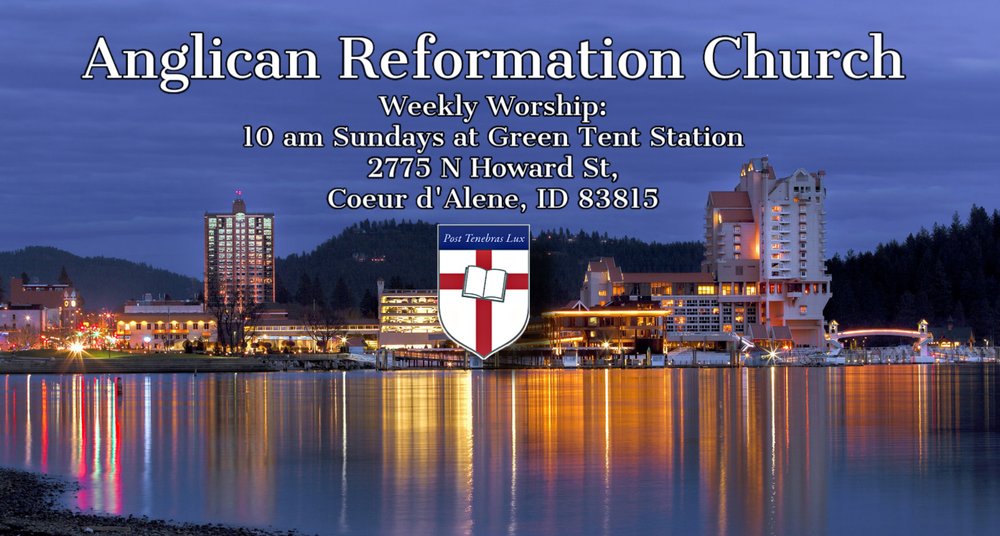 Anglican Reformation Church
Weekly Worship:
10 am Sundays at Green Tent Station
2775 N Howard St,
Coeur d'Alene, ID 83815
Post Tenebras Lux